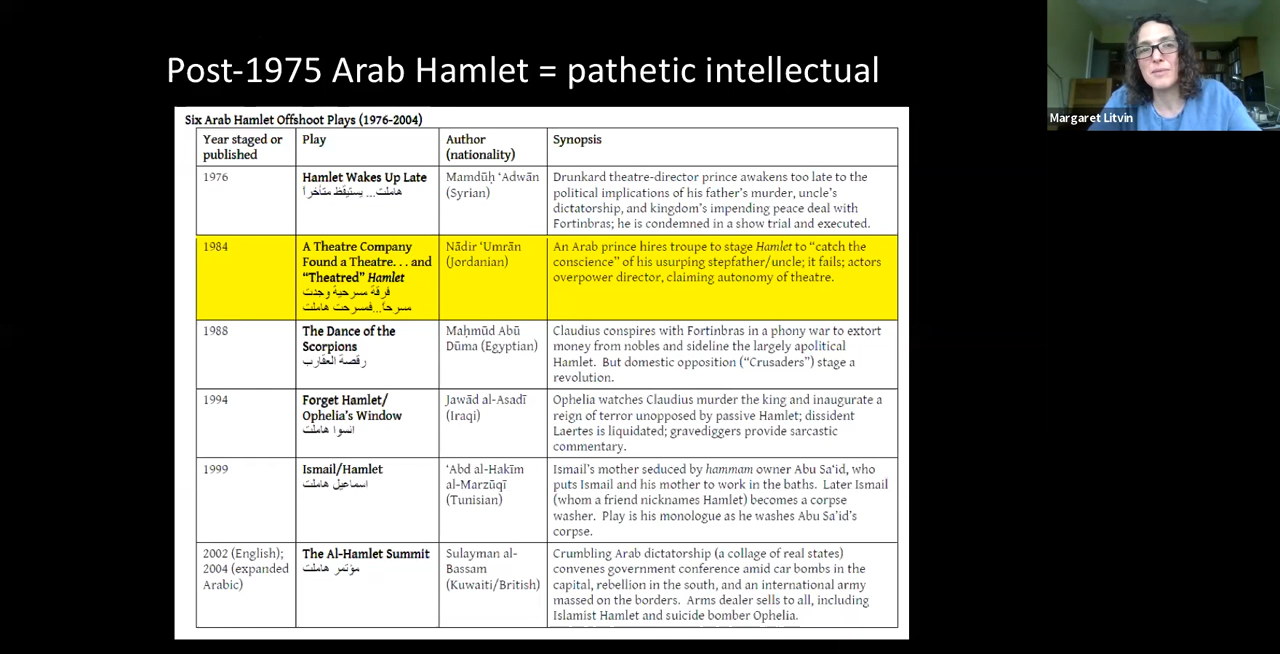 Post-1975 Arab Hamlet = pathetic intellectual
Margaret Litvin
Six Arab Hamlet Offshoot Plays (1976-2004)
Year staged or
published
Play
Author
(nationality)
Synopsis
1976
Hamlet Wakes Up Late
هاملت... يستيقظ متأخراً
Mamdūḥ ‘Adwān
(Syrian)
Drunkard theatre-director prince awakens too late to the
political implications of his father’s murder, uncle’s
dictatorship, and kingdom’s impending peace deal with
Fortinbras; he is condemned in a show trial and executed.
1984
A Theatre Company
Found a Theatre. . . and
“Theatred” Hamlet
فرقة مسرحية وجدت
مسرحاً...فمسرحت هاملت
Nādir ‘Umrān
(Jordanian)
An Arab prince hires troupe to stage Hamlet to “catch the
conscience” of his usurping stepfather/uncle; it fails; actors
overpower director, claiming autonomy of theatre.
1988
The Dance of the
Scorpions
رقصة العقارب
Maḥmūd Abū
Dūma (Egyptian)
Claudius conspires with Fortinbras in a phony war to extort
money from nobles and sideline the largely apolitical
Hamlet. But domestic opposition (“Crusaders”) stage a
revolution.
1994
Forget Hamlet/
Ophelia’s Window
انسوا هاملت
Jawād al-Asadī
(Iraqi)
Ophelia watches Claudius murder the king and inaugurate a
reign of terror unopposed by passive Hamlet; dissident
Laertes is liquidated; gravediggers provide sarcastic
commentary.
1999
Ismail/Hamlet
اسماعيل هاملت
‘Abd al-Hakīm
al-Marzūqī
(Tunisian)
Ismail’s mother seduced by hammam owner Abu Sa‘id, who
puts Ismail and his mother to work in the baths. Later Ismail
(whom a friend nicknames Hamlet) becomes a corpse
washer. Play is his monologue as he washes Abu Sa‘id’s
corpse.
2002 (English);
2004 (expanded
Arabic)
The Al-Hamlet Summit
مؤتمر هاملت
Sulayman al-
Bassam
(Kuwaiti/British)
Crumbling Arab dictatorship (a collage of real states)
convenes government conference amid car bombs in the
capital, rebellion in the south, and an international army
massed on the borders. Arms dealer sells to all, including
Islamist Hamlet and suicide bomber Ophelia.